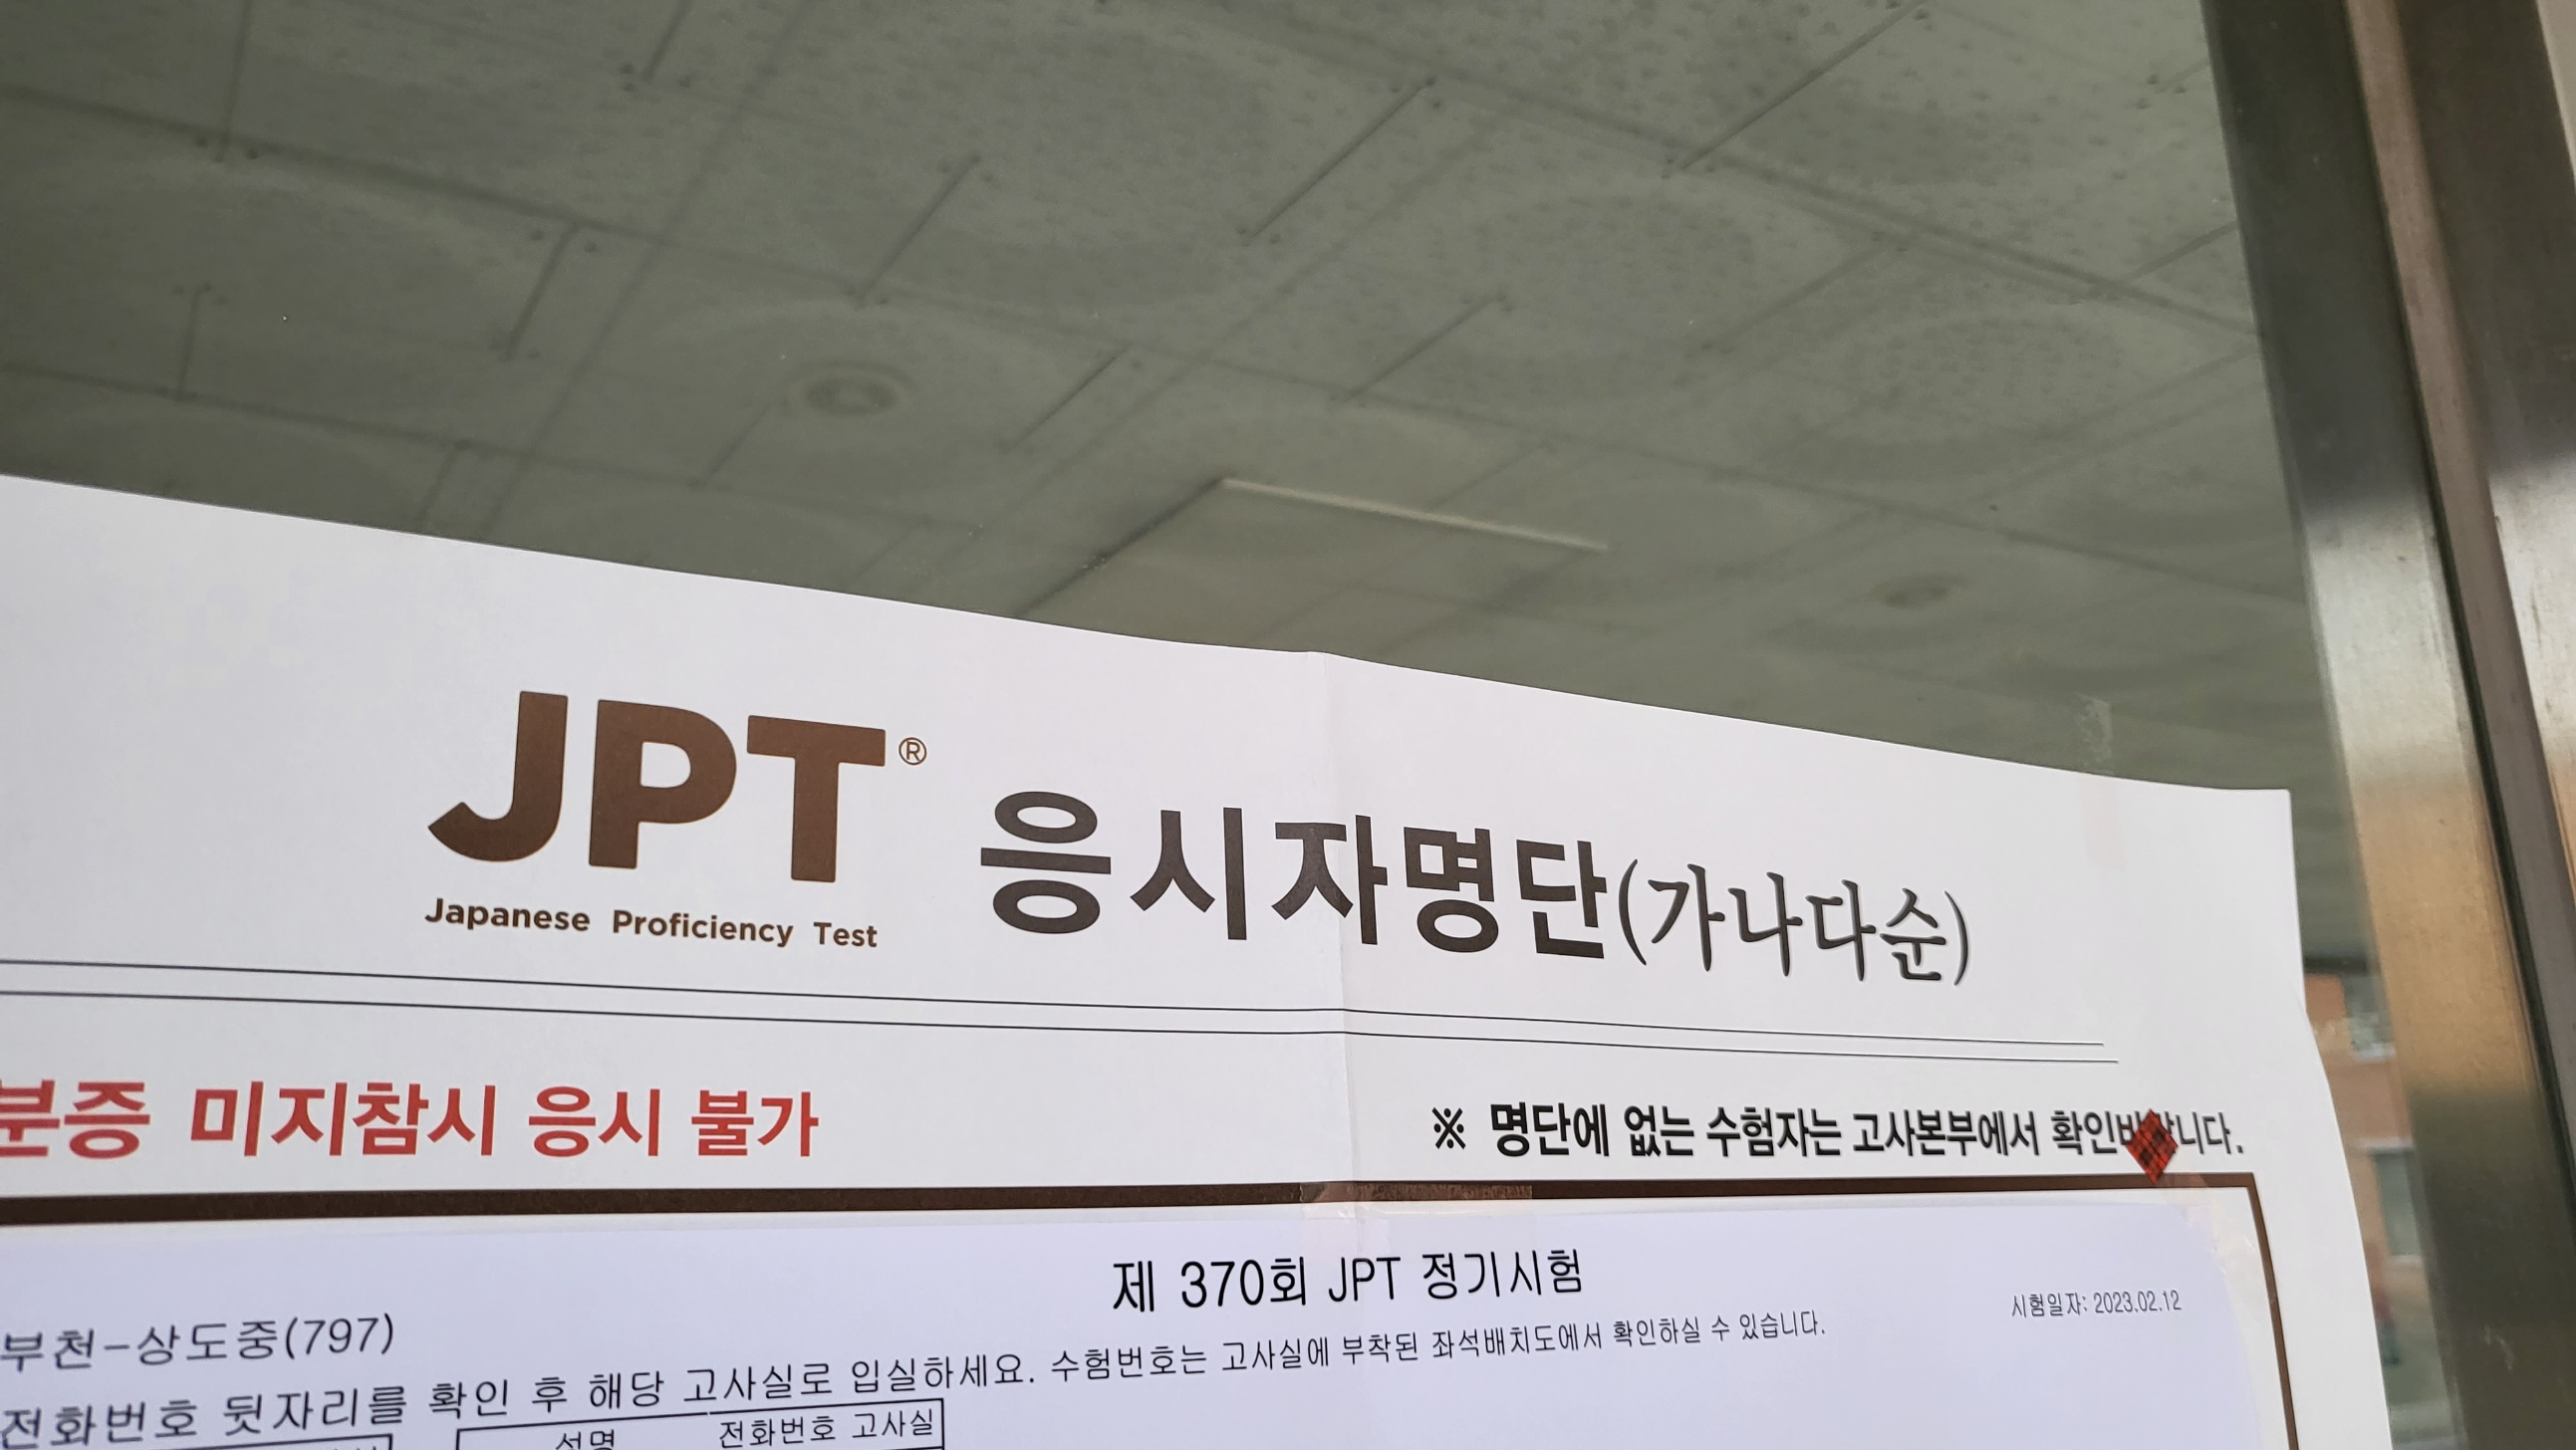 JPT® 응시자명단(가나다순)
Japanese Proficiency Test
분증 미지참시 응시 불가
※ 명단에 없는 수험자는 고사본부에서 확인바랍니다.
제 370회 JPT 정기시험
시험일자: 2023.02.12
부천-상도중(797)
전화번호 뒷자리를 확인 후 해당 고사실로 입실하세요. 수험번호는 고사실에 부착된 좌석배치도에서 확인하실 수 있습니다.
성명 전화번호 고사실